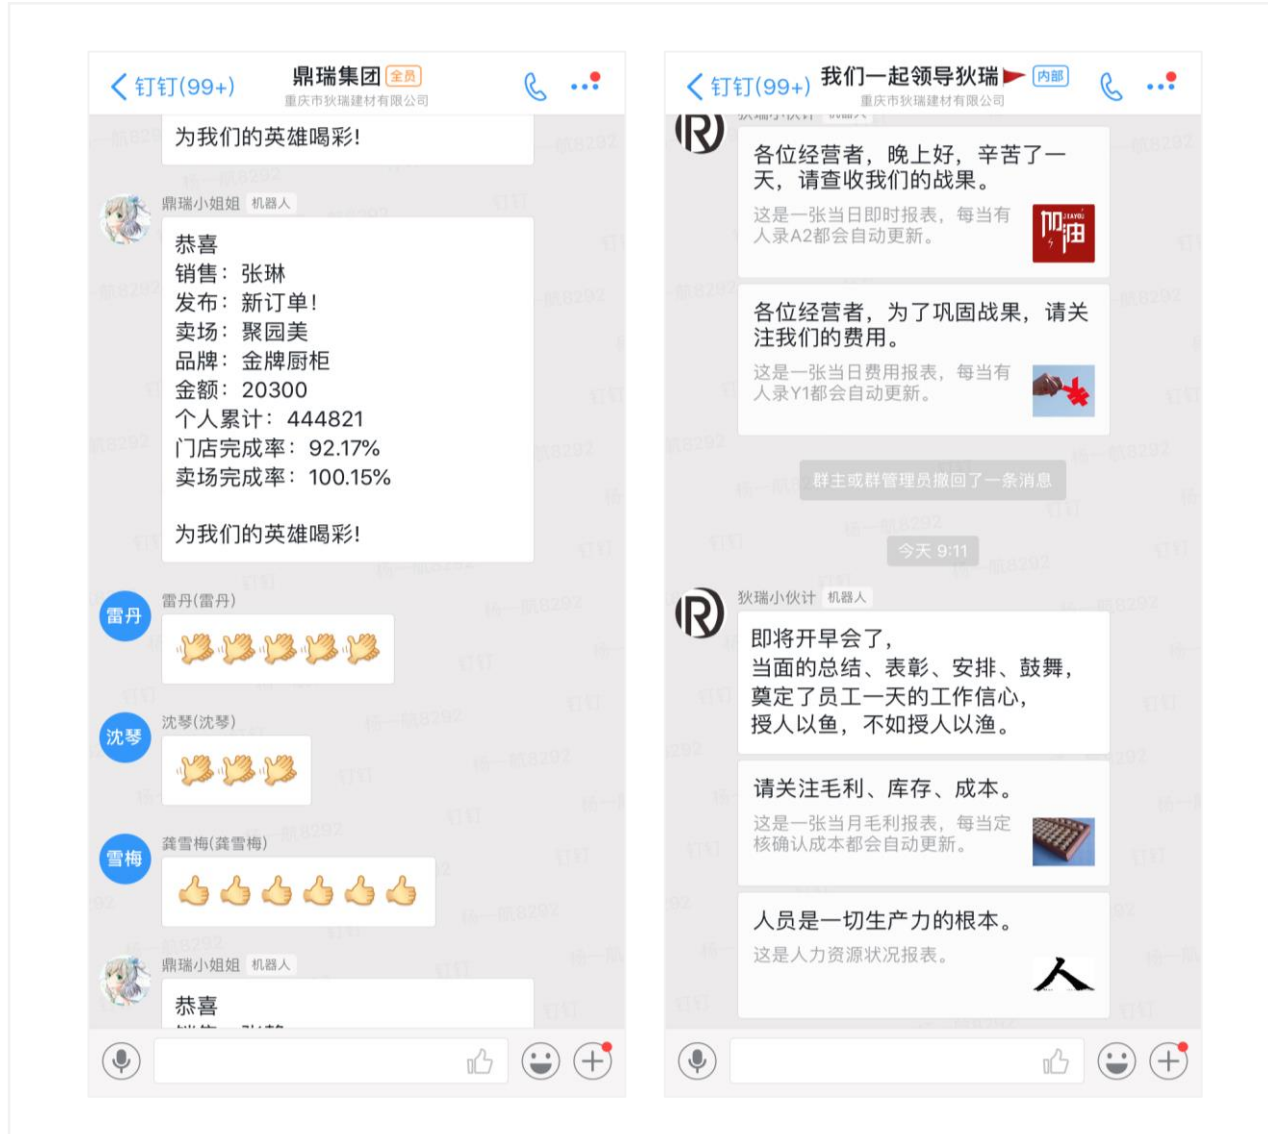 钉钉(99+)
鼎瑞集团 全员
重庆市狄瑞建材有限公司
为我们的英雄喝彩!
鼎瑞小姐姐 机器人
恭喜
销售：张琳
发布：新订单!
卖场：聚园美
品牌：金牌厨柜
金额：20300
个人累计：444821
门店完成率：92.17%
卖场完成率：100.15%
为我们的英雄喝彩!
雷丹
雷丹(雷丹)
沈琴
沈琴(沈琴)
雪梅
龚雪梅(龚雪梅)
鼎瑞小姐姐 机器人
恭喜
钉钉(99+)
我们一起领导狄瑞 内部
重庆市狄瑞建材有限公司
狄瑞小伙计 机器人
各位经营者，晚上好，辛苦了一
天，请查收我们的战果。
这是一张当日即时报表，每当有
人录A2都会自动更新。
加油
JIAYOU
各位经营者，为了巩固战果，请关
注我们的费用。
这是一张当日费用报表，每当有
人录Y1都会自动更新。
群主或群管理员撤回了一条消息
今天 9:11
狄瑞小伙计 机器人
即将开早会了，
当面的总结、表彰、安排、鼓舞，
奠定了员工一天的工作信心，
授人以鱼，不如授人以渔。
请关注毛利、库存、成本。
这是一张当月毛利报表，每当定
核确认成本都会自动更新。
人员是一切生产力的根本。
这是人力资源状况报表。
人
杨一航8292
钉钉